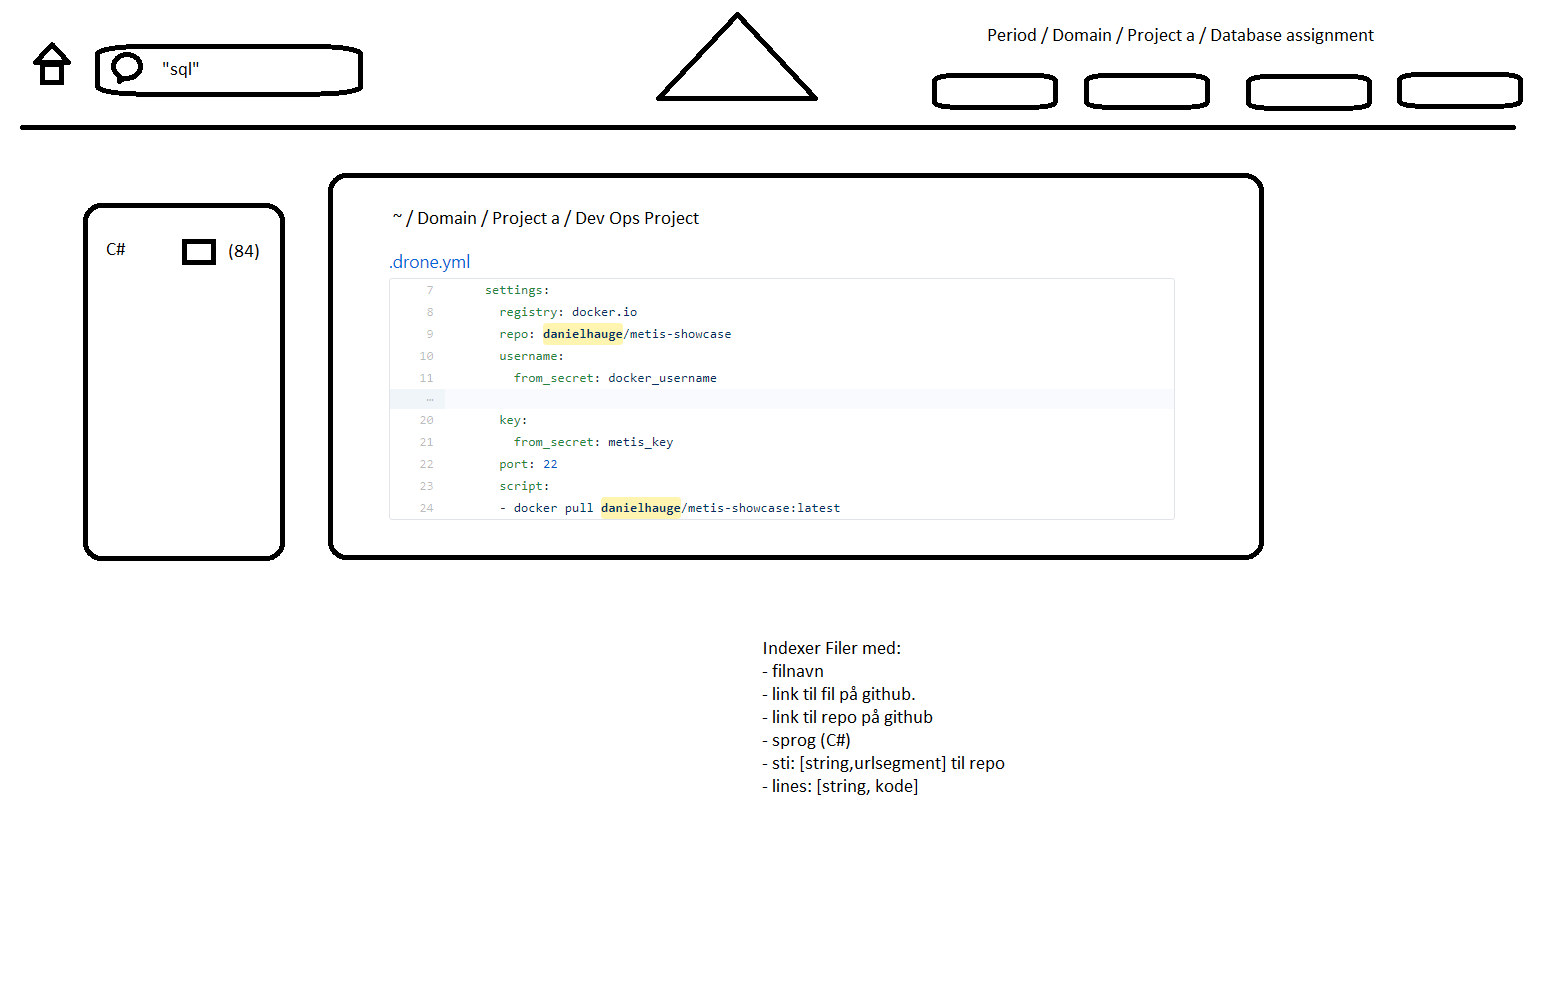 "sql"
Period / Domain / Project a / Database assignment
C# (84)
~ / Domain / Project a / Dev Ops Project
.drone.yml
7 settings:
8 registry: docker.io
9 repo: danielhauge/metis-showcase
10 username:
11 from_secret: docker_username
…
20 key:
21 from_secret: metis_key
22 port: 22
23 script:
24 - docker pull danielhauge/metis-showcase:latest
Indexer Filer med:
- filnavn
- link til fil på github.
- link til repo på github
- sprog (C#)
- sti: [string,urlsegment] til repo
- lines: [string, kode]